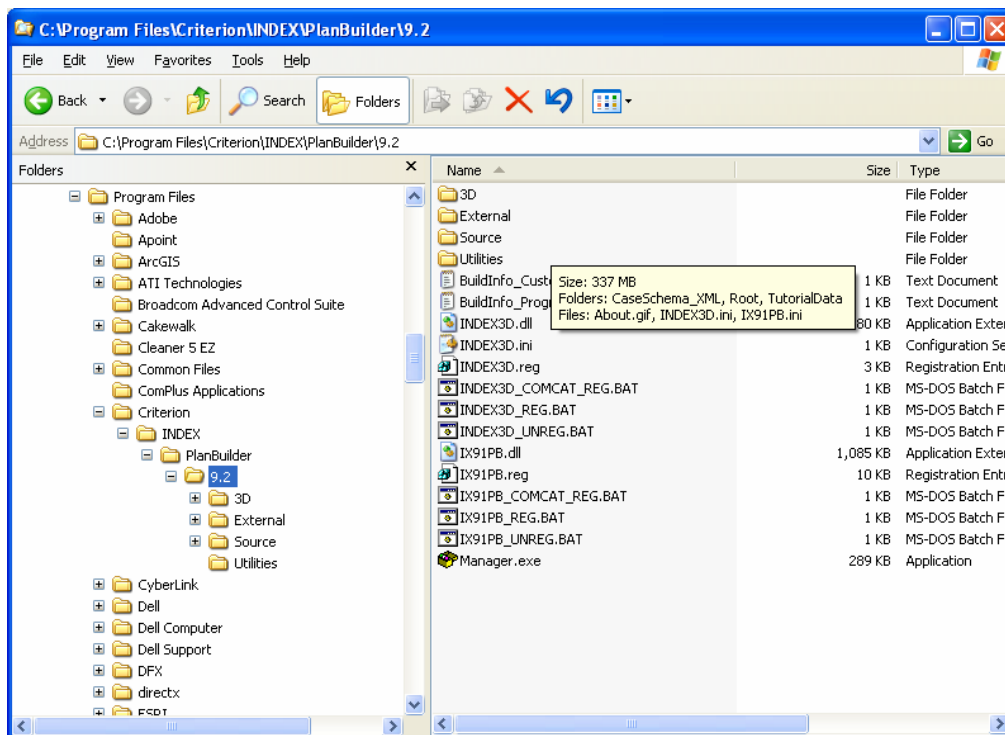 C:\Program Files\Criterion\INDEX\PlanBuilder\9.2
File Edit View Favorites Tools Help
Back Search Folders
Address C:\Program Files\Criterion\INDEX\PlanBuilder\9.2 Go
Folders
Program Files
Adobe
Apoint
ArcGIS
ATI Technologies
Broadcom Advanced Control Suite
Cakewalk
Cleaner 5 EZ
Common Files
ComPlus Applications
Criterion
INDEX
PlanBuilder
9.2
3D
External
Source
Utilities
CyberLink
Dell
Dell Computer
Dell Support
DFX
directx
ESRI
Name Size Type
3D File Folder
External File Folder
Source File Folder
Utilities File Folder
BuildInfo_Cust 1 KB Text Document
BuildInfo_Prog 1 KB Text Document
Size: 337 MB
Folders: CaseSchema_XML, Root, TutorialData
Files: About.gif, INDEX3D.ini, IX91PB.ini
INDEX3D.dll 80 KB Application Exter
INDEX3D.ini 1 KB Configuration Se
INDEX3D.reg 3 KB Registration Entr
INDEX3D_COMCAT_REG.BAT 1 KB MS-DOS Batch F
INDEX3D_REG.BAT 1 KB MS-DOS Batch F
INDEX3D_UNREG.BAT 1 KB MS-DOS Batch F
IX91PB.dll 1,085 KB Application Exter
IX91PB.reg 10 KB Registration Entr
IX91PB_COMCAT_REG.BAT 1 KB MS-DOS Batch F
IX91PB_REG.BAT 1 KB MS-DOS Batch F
IX91PB_UNREG.BAT 1 KB MS-DOS Batch F
Manager.exe 289 KB Application